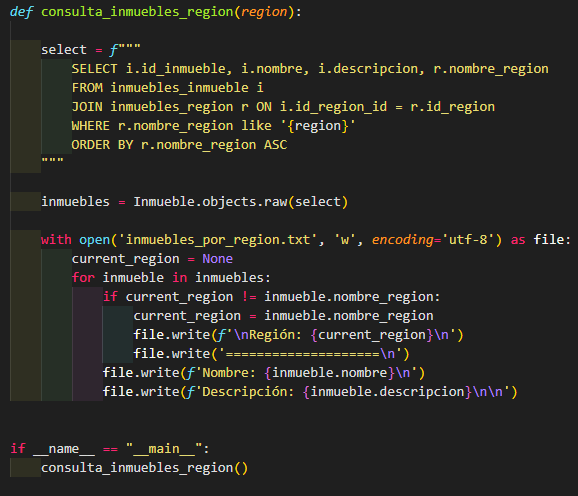 def consulta_inmuebles_region(region):
select = f"""
SELECT i.id_inmueble, i.nombre, i.descripcion, r.nombre_region
FROM inmuebles_inmueble i
JOIN inmuebles_region r ON i.id_region_id = r.id_region
WHERE r.nombre_region like '{region}'
ORDER BY r.nombre_region ASC
"""
inmuebles = Inmueble.objects.raw(select)
with open('inmuebles_por_region.txt', 'w', encoding='utf-8') as file:
current_region = None
for inmueble in inmuebles:
if current_region != inmueble.nombre_region:
current_region = inmueble.nombre_region
file.write(f'\nRegión: {current_region}\n')
file.write('====================\n')
file.write(f'Nombre: {inmueble.nombre}\n')
file.write(f'Descripción: {inmueble.descripcion}\n\n')
if __name__ == "__main__":
consulta_inmuebles_region()